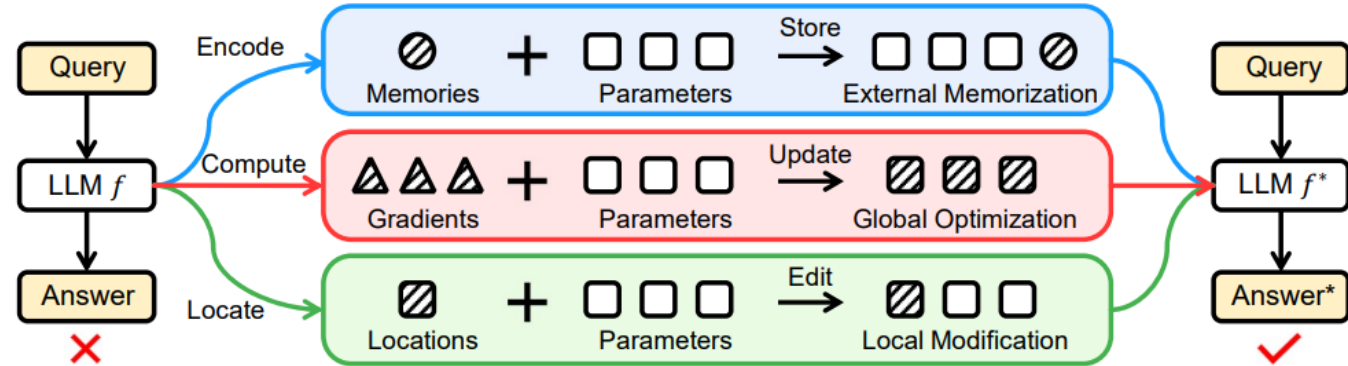 Query
LLM f
Answer
Encode
Compute
Locate
Memories
+
Parameters
Store
External Memorization
Gradients
+
Parameters
Update
Global Optimization
Locations
+
Parameters
Edit
Local Modification
Query
LLM f*
Answer*